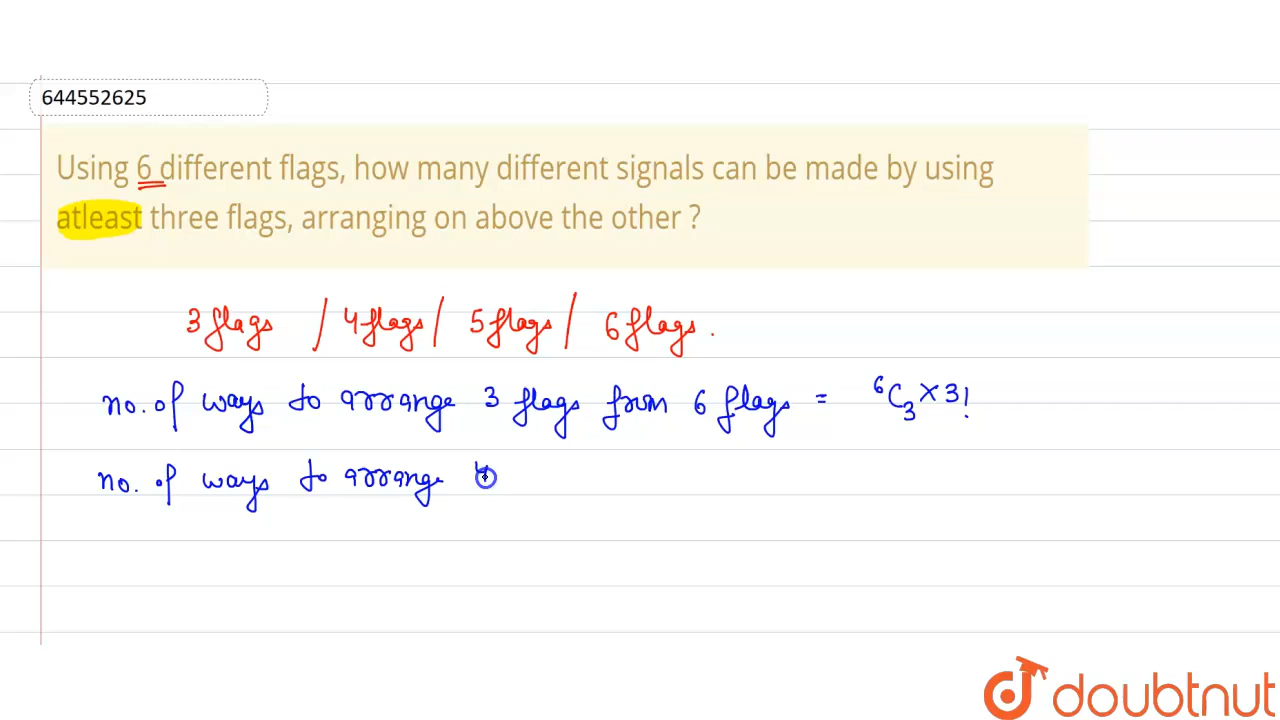 644552625
Using 6 different flags, how many different signals can be made by using
atleast three flags, arranging on above the other ?
3 flags / 4 flags / 5 flags / 6 flags.
no. of ways to arrange 3 flags from 6 flags = ⁶C₃ × 3!
no. of ways to arrange 4
doubtnut